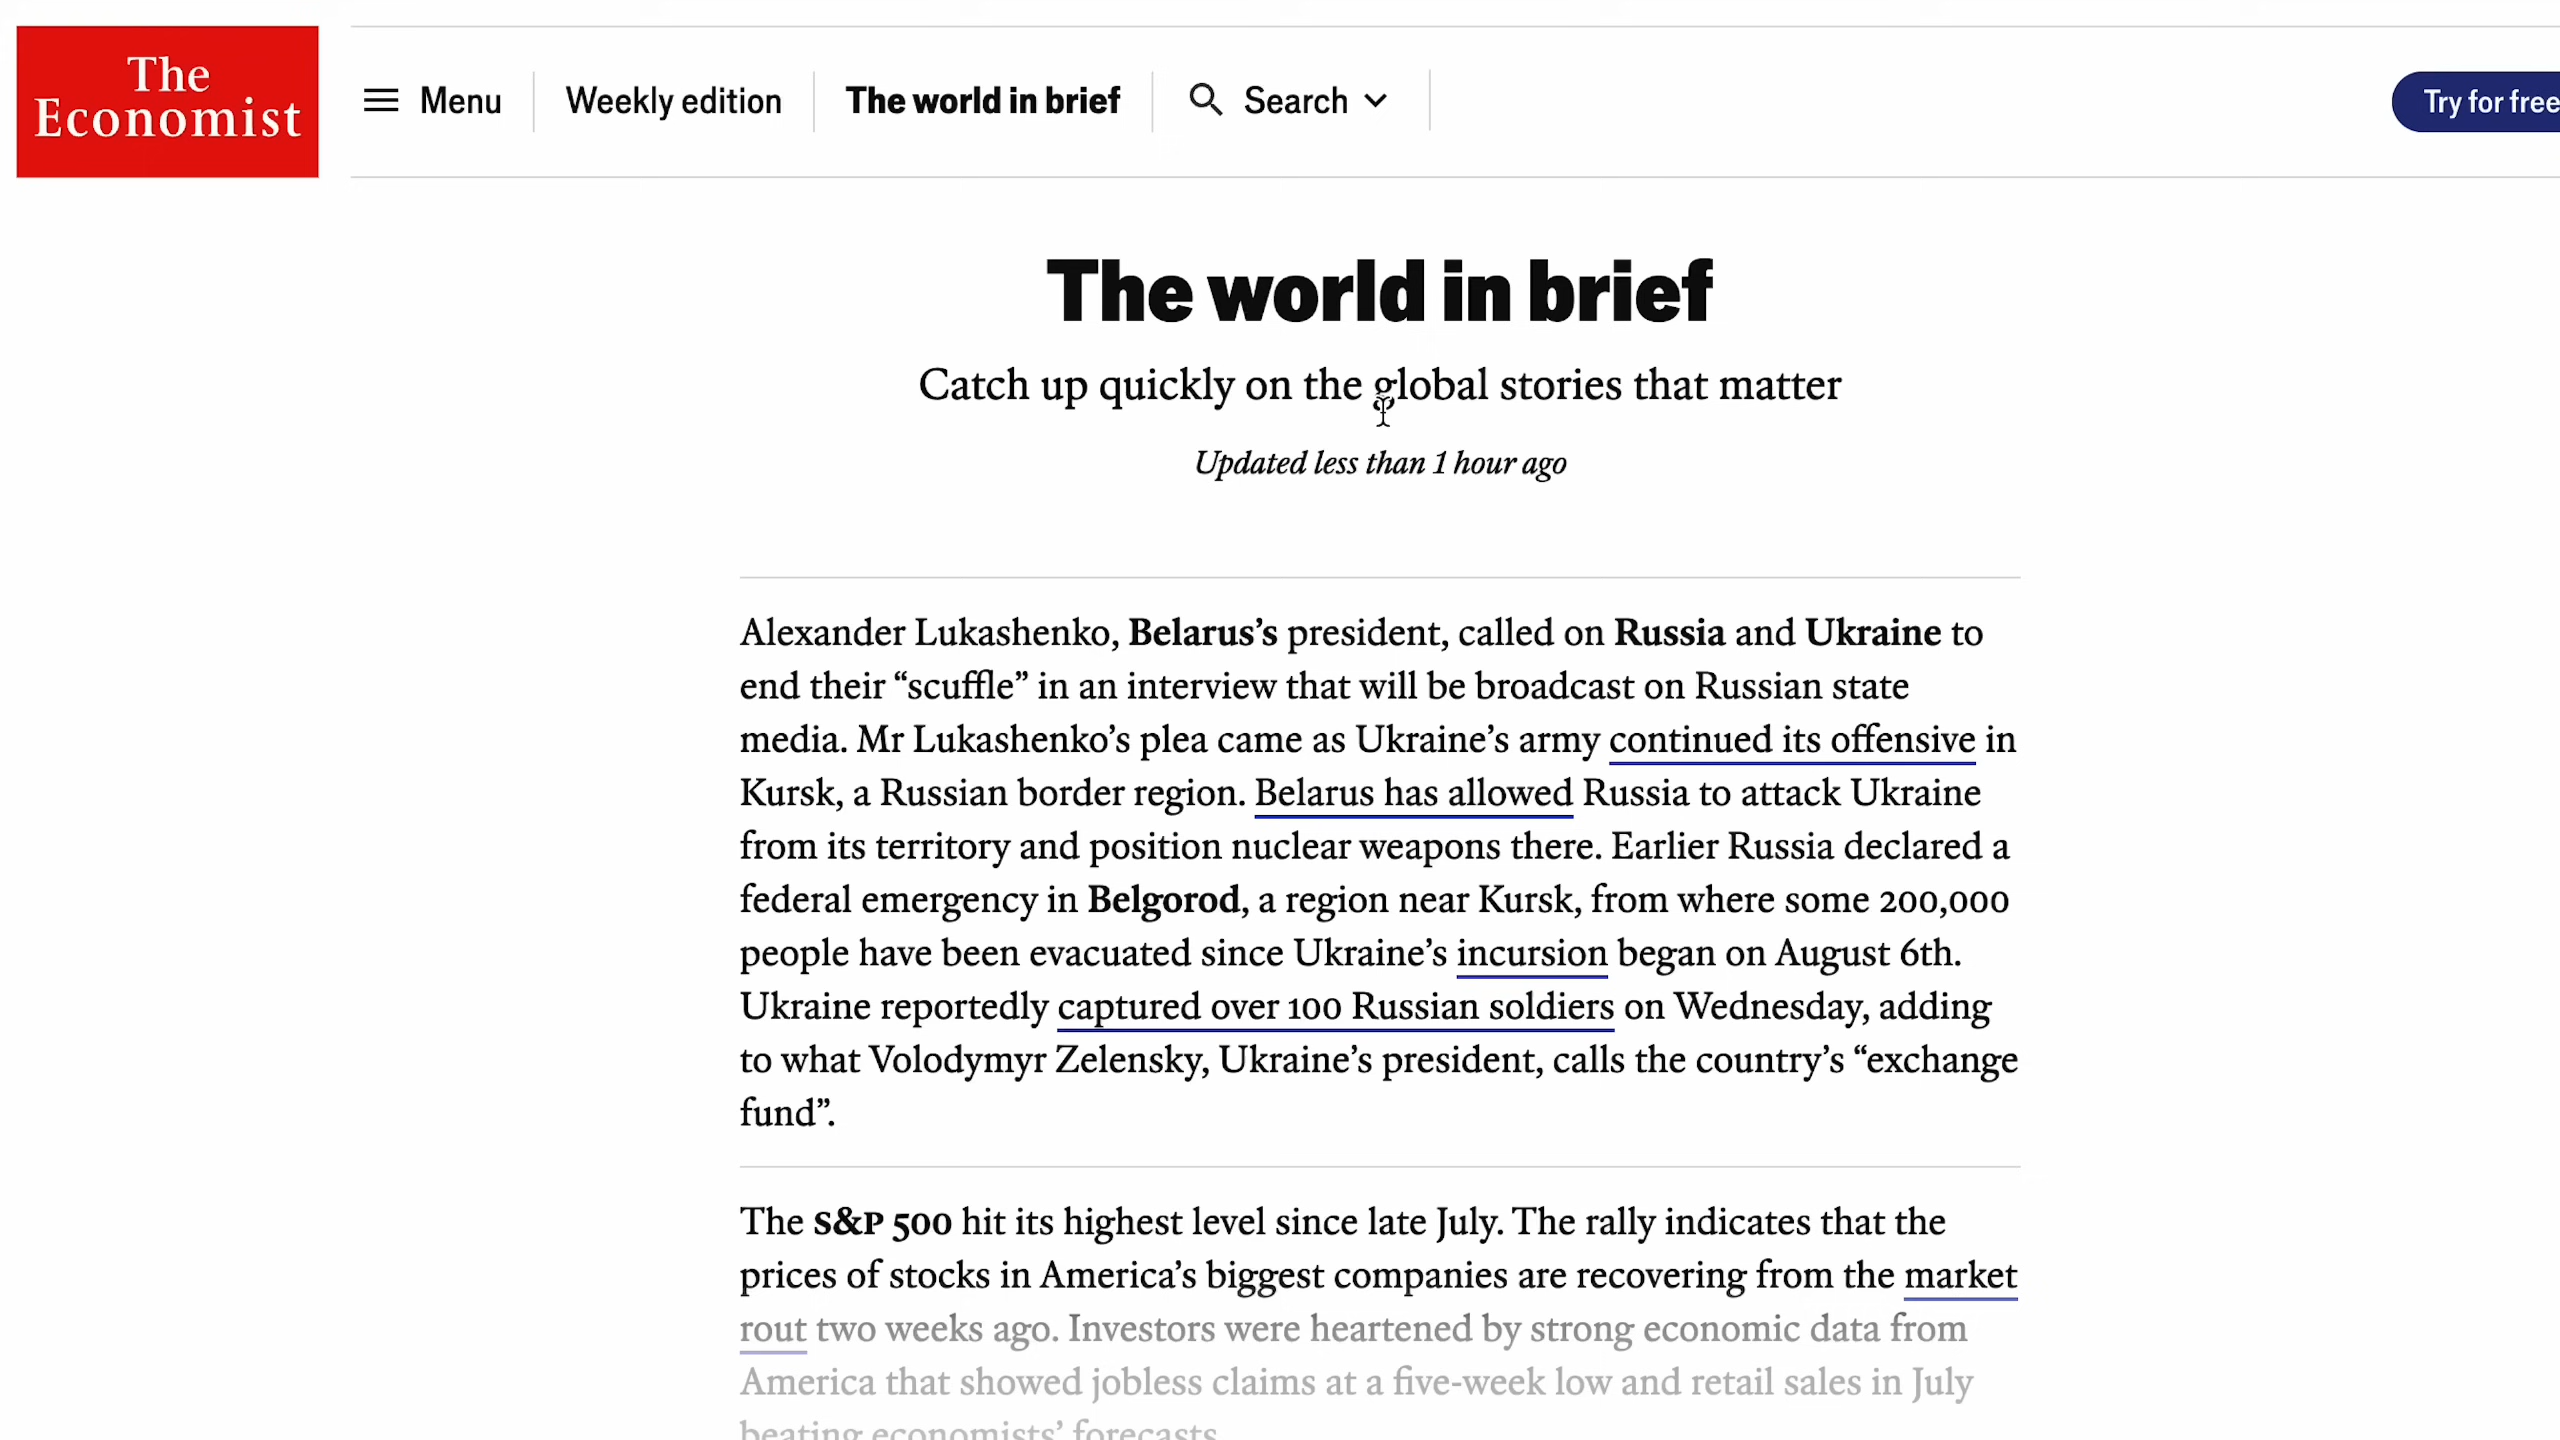 The
Economist
Menu
Weekly edition
The world in brief
Search
Try for free
The world in brief
Catch up quickly on the global stories that matter
Updated less than 1 hour ago
Alexander Lukashenko, Belarus’s president, called on Russia and Ukraine to
end their “scuffle” in an interview that will be broadcast on Russian state
media. Mr Lukashenko’s plea came as Ukraine’s army continued its offensive in
Kursk, a Russian border region. Belarus has allowed Russia to attack Ukraine
from its territory and position nuclear weapons there. Earlier Russia declared a
federal emergency in Belgorod, a region near Kursk, from where some 200,000
people have been evacuated since Ukraine’s incursion began on August 6th.
Ukraine reportedly captured over 100 Russian soldiers on Wednesday, adding
to what Volodymyr Zelensky, Ukraine’s president, calls the country’s “exchange
fund”.
The S&P 500 hit its highest level since late July. The rally indicates that the
prices of stocks in America’s biggest companies are recovering from the market
rout two weeks ago. Investors were heartened by strong economic data from
America that showed jobless claims at a five-week low and retail sales in July
beating economists’ forecasts